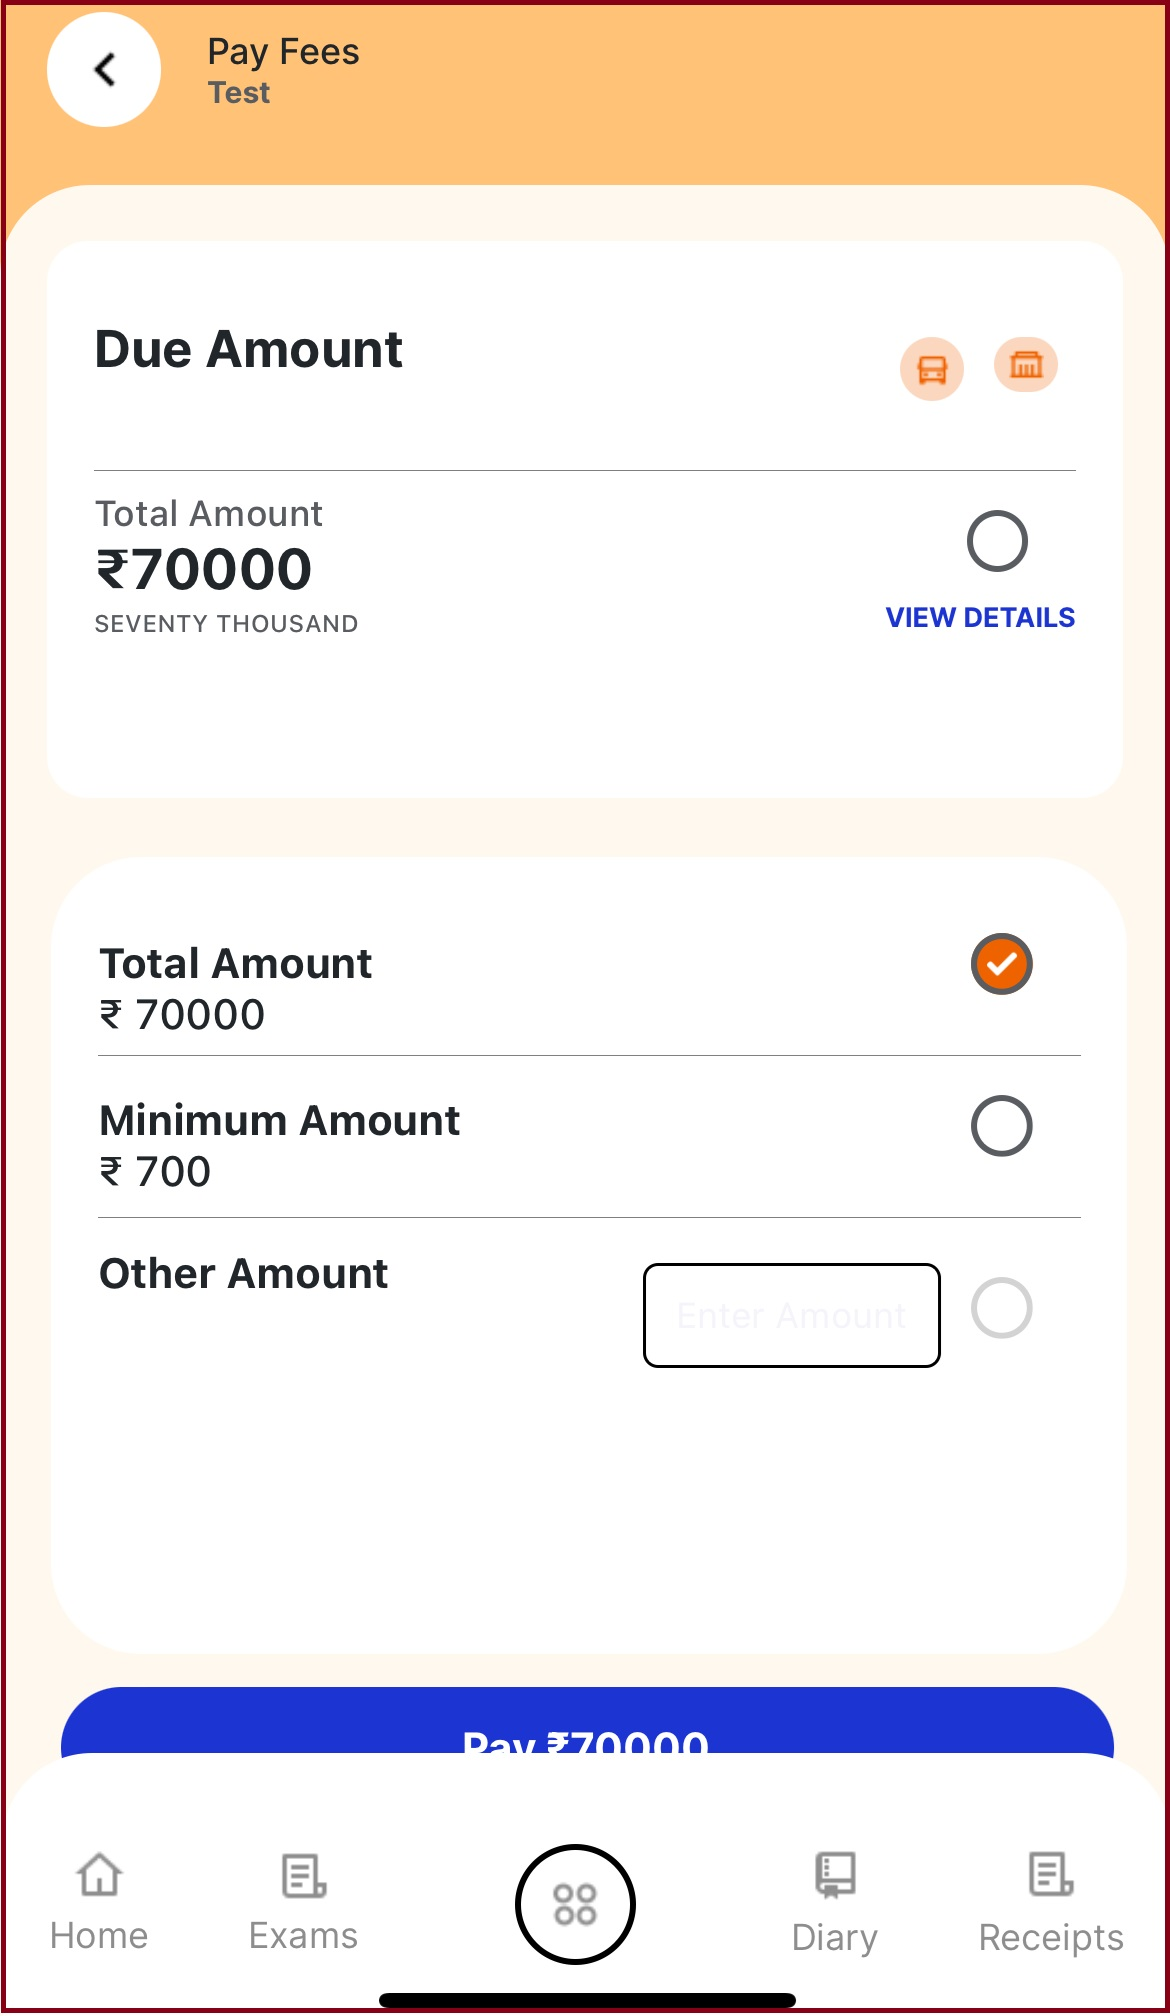 Pay Fees
Test
Due Amount
Total Amount
₹70000
SEVENTY THOUSAND
VIEW DETAILS
Total Amount
₹ 70000
Minimum Amount
₹ 700
Other Amount
Enter Amount
Pay ₹70000
Home
Exams
Diary
Receipts